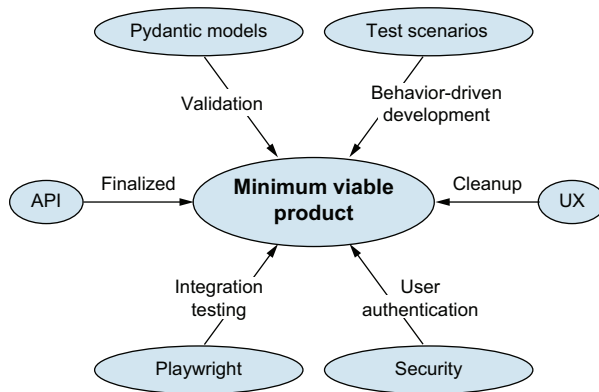 Pydantic models
Test scenarios
Validation
Behavior-driven
development
API
Finalized
Minimum viable
product
Cleanup
UX
Integration
testing
User
authentication
Playwright
Security